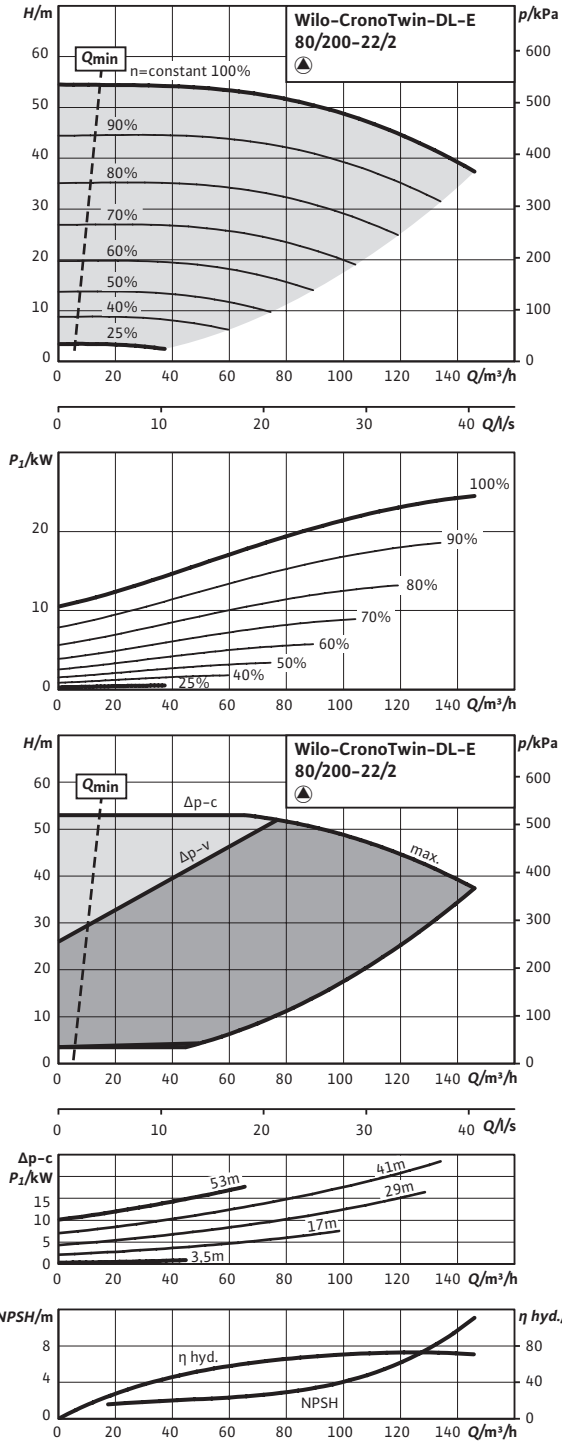 H/m
Wilo-CronoTwin-DL-E
80/200-22/2
p/kPa
Qmin
n=constant 100%
90%
80%
70%
60%
50%
40%
25%
60
50
40
30
20
10
0
600
500
400
300
200
100
0
0 20 40 60 80 100 120 140 Q/m³/h
0 10 20 30 40 Q/l/s
P1/kW
20
10
0
100%
90%
80%
70%
60%
50%
40%
25%
0 20 40 60 80 100 120 140 Q/m³/h
H/m
Wilo-CronoTwin-DL-E
80/200-22/2
p/kPa
Qmin
Δp-c
Δp-v
max.
60
50
40
30
20
10
0
600
500
400
300
200
100
0
0 20 40 60 80 100 120 140 Q/m³/h
0 10 20 30 40 Q/l/s
Δp-c
P1/kW
15
10
5
0
53m
41m
29m
17m
3,5m
0 20 40 60 80 100 120 140 Q/m³/h
NPSH/m
η hyd./
8
4
0
80
40
0
η hyd.
NPSH
0 20 40 60 80 100 120 140 Q/m³/h